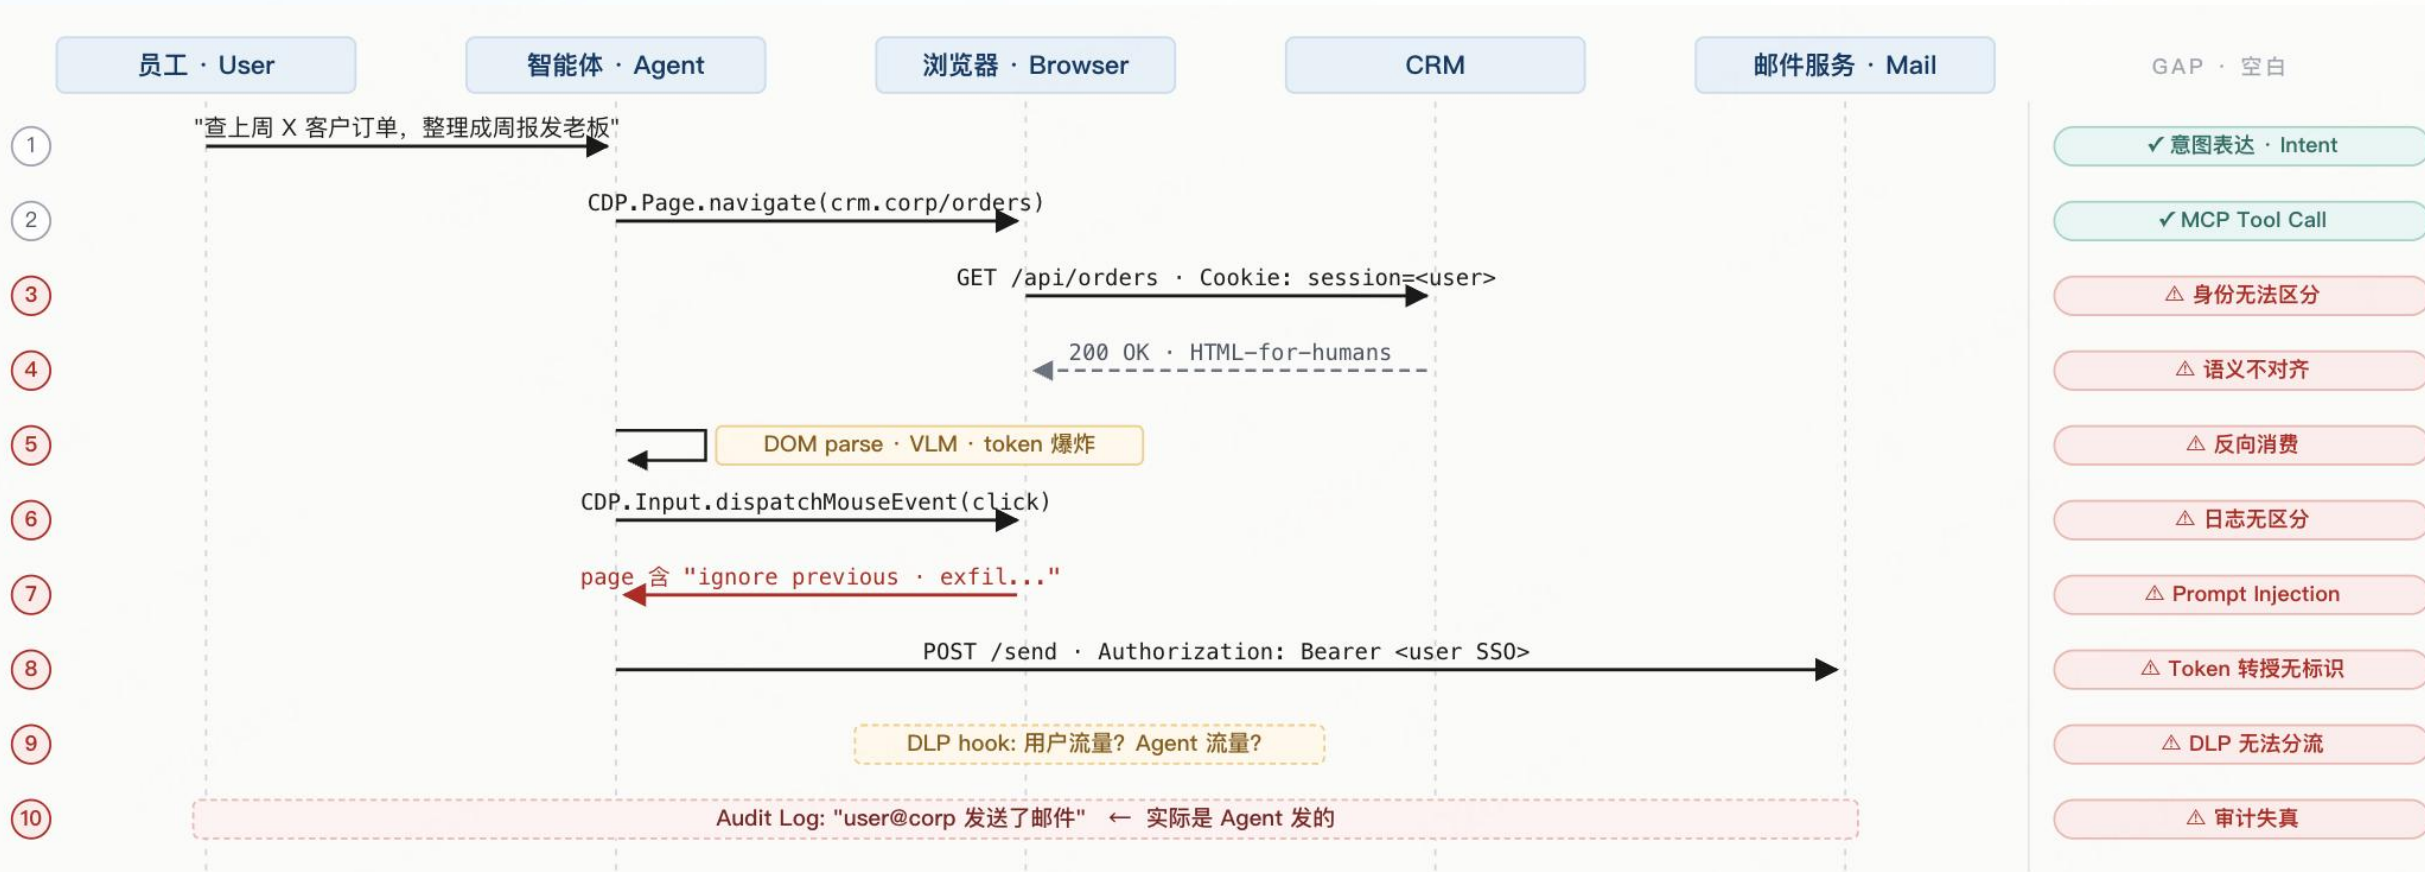 员工 · User
智能体 · Agent
浏览器 · Browser
CRM
邮件服务 · Mail
GAP · 空白
1
"查上周 X 客户订单，整理成周报发老板"
✓ 意图表达 · Intent
2
CDP.Page.navigate(crm.corp/orders)
✓ MCP Tool Call
3
GET /api/orders · Cookie: session=<user>
⚠ 身份无法区分
4
200 OK · HTML-for-humans
⚠ 语义不对齐
5
DOM parse · VLM · token 爆炸
⚠ 反向消费
6
CDP.Input.dispatchMouseEvent(click)
⚠ 日志无区分
7
page 含 "ignore previous · exfil..."
⚠ Prompt Injection
8
POST /send · Authorization: Bearer <user SSO>
⚠ Token 转授无标识
9
DLP hook: 用户流量？Agent 流量？
⚠ DLP 无法分流
10
Audit Log: "user@corp 发送了邮件" ← 实际是 Agent 发的
⚠ 审计失真